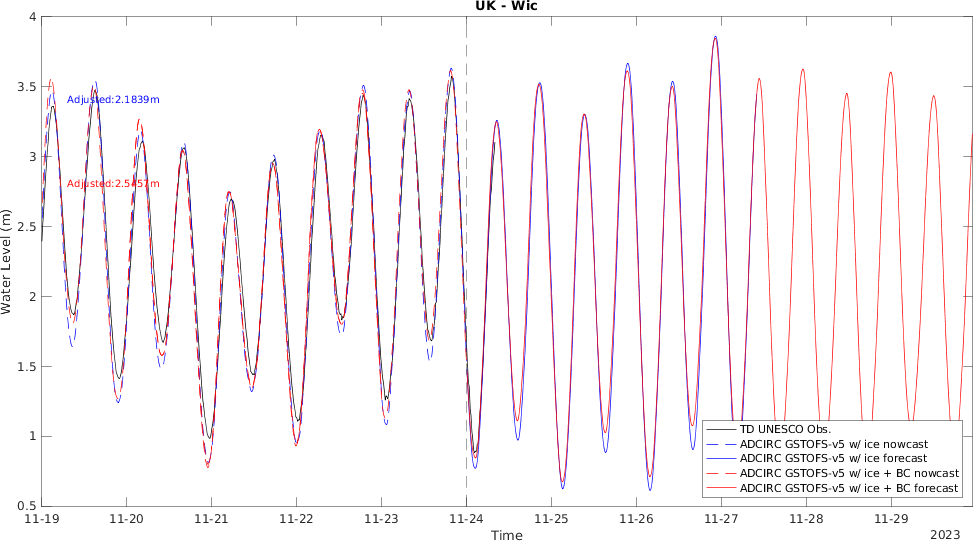 UK - Wic
4
3.5
3
2.5
2
1.5
1
0.5
Water Level (m)
Adjusted:2.1839m
Adjusted:2.5457m
TD UNESCO Obs.
ADCIRC GSTOFS-v5 w/ ice nowcast
ADCIRC GSTOFS-v5 w/ ice forecast
ADCIRC GSTOFS-v5 w/ ice + BC nowcast
ADCIRC GSTOFS-v5 w/ ice + BC forecast
11-19 11-20 11-21 11-22 11-23 11-24 11-25 11-26 11-27 11-28 11-29
Time
2023